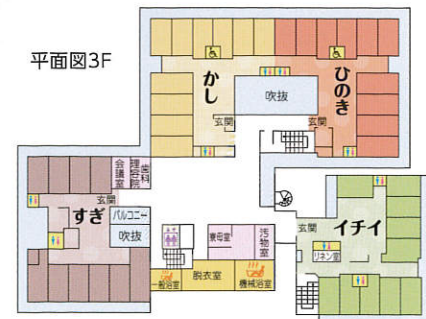 平面図3F
かし
ひのき
吹抜
玄関
玄関
会議室
理容院
歯科
玄関
すぎ
バルコニー
吹抜
寮母室
汚物室
玄関
イチイ
リネン室
一般浴室
脱衣室
機械浴室